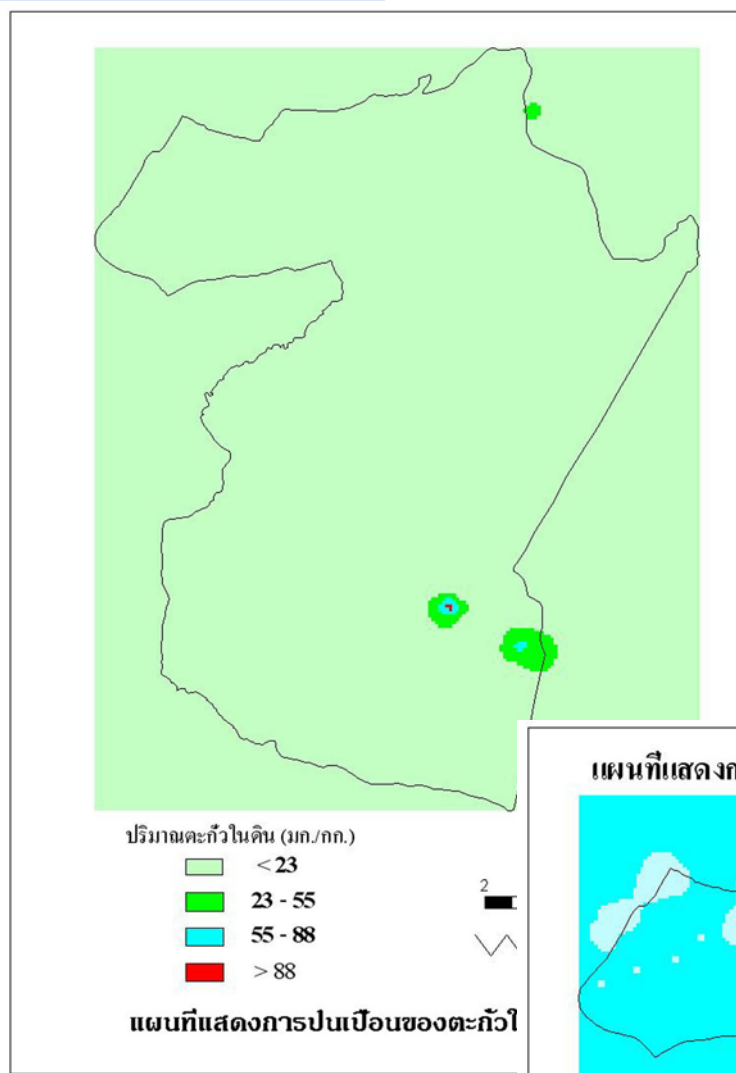 ปริมาณตะกั่วในดิน (มก./กก.)
< 23
23 - 55
55 - 88
> 88
2
แผนที่แสดงการปนเปื้อนของตะกั่วใ
แผนที่แสดงก